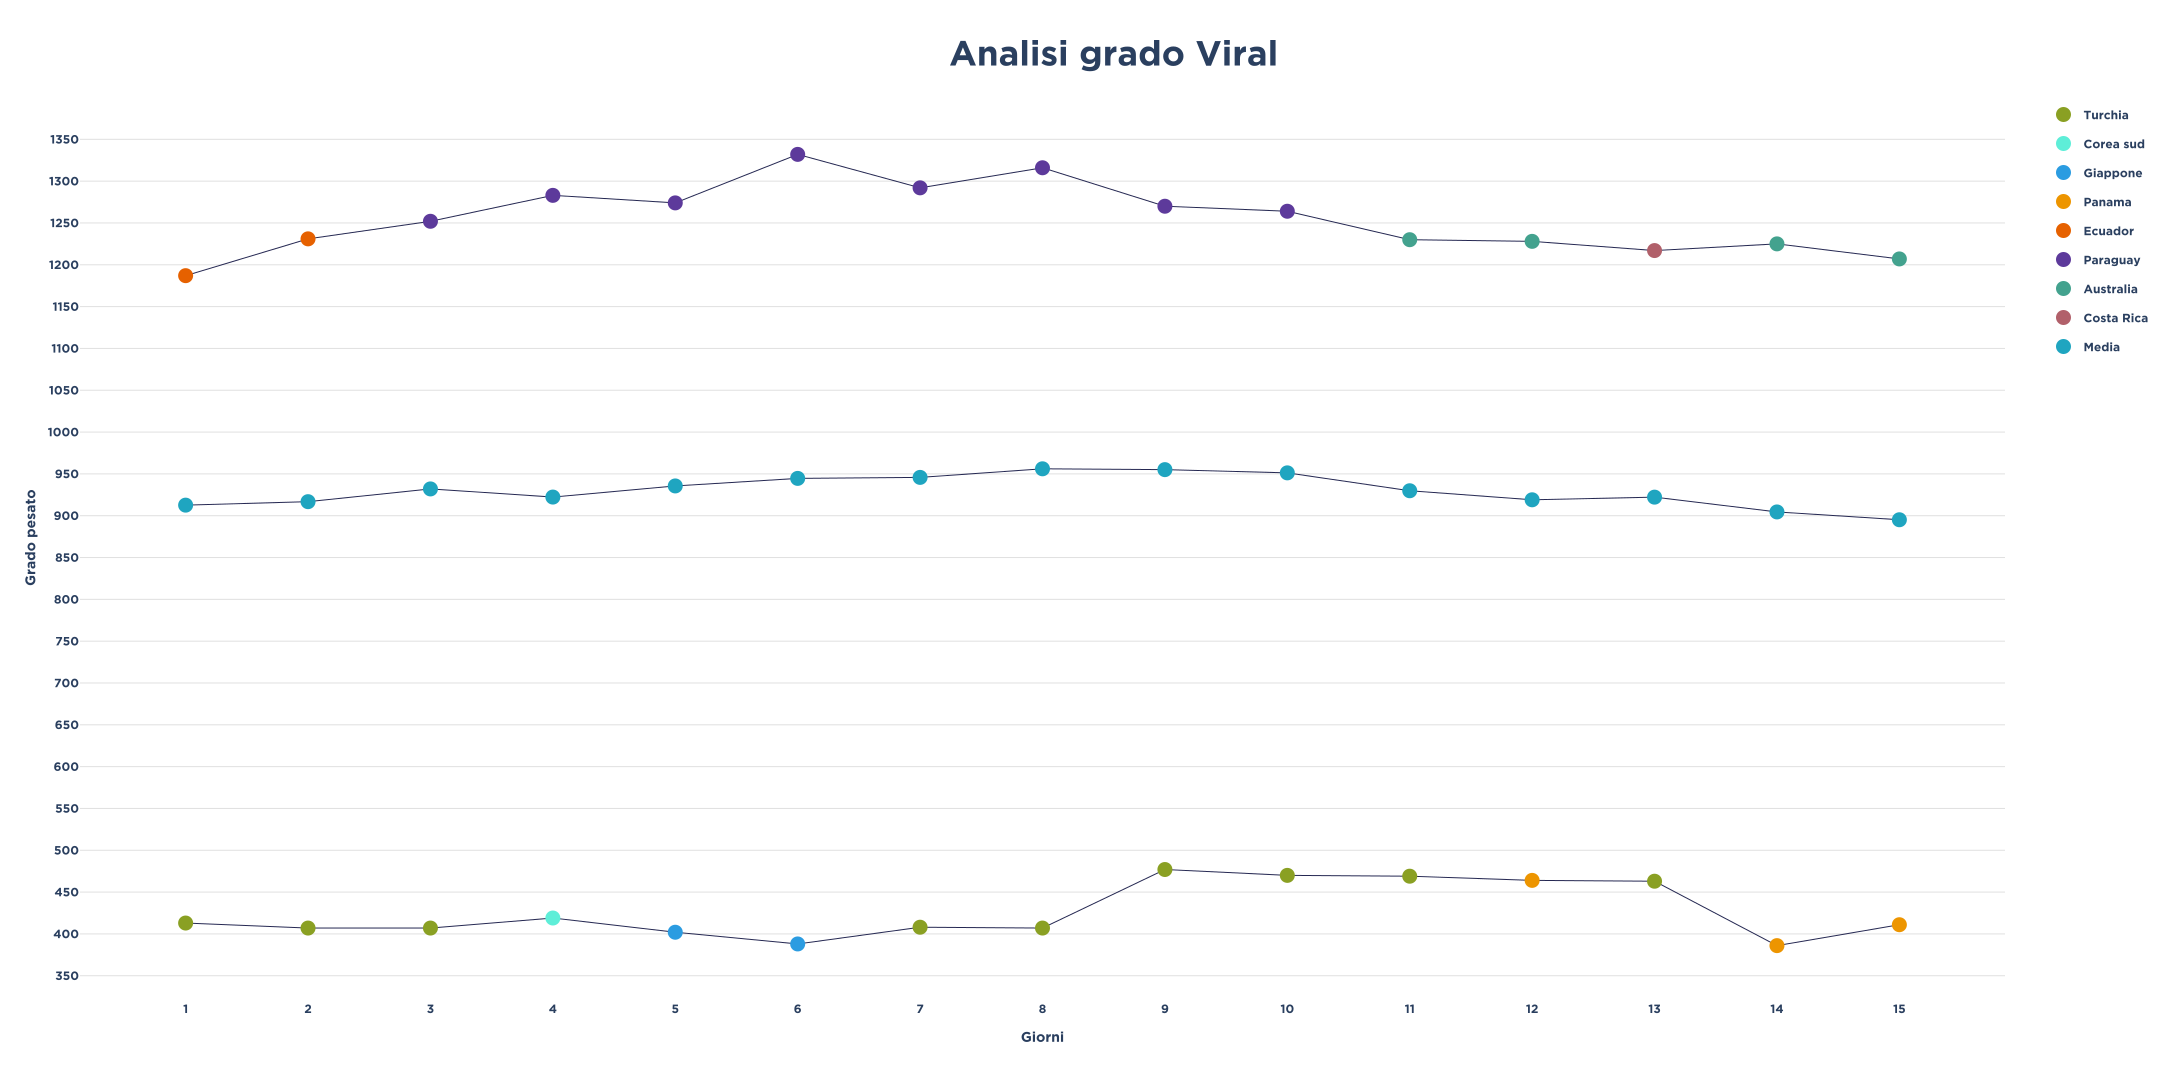 Analisi grado Viral
1350
1300
1250
1200
1150
1100
1050
1000
950
900
850
800
750
700
650
600
550
500
450
400
350
Grado pesato
1 2 3 4 5 6 7 8 9 10 11 12 13 14 15
Giorni
Turchia
Corea sud
Giappone
Panama
Ecuador
Paraguay
Australia
Costa Rica
Media